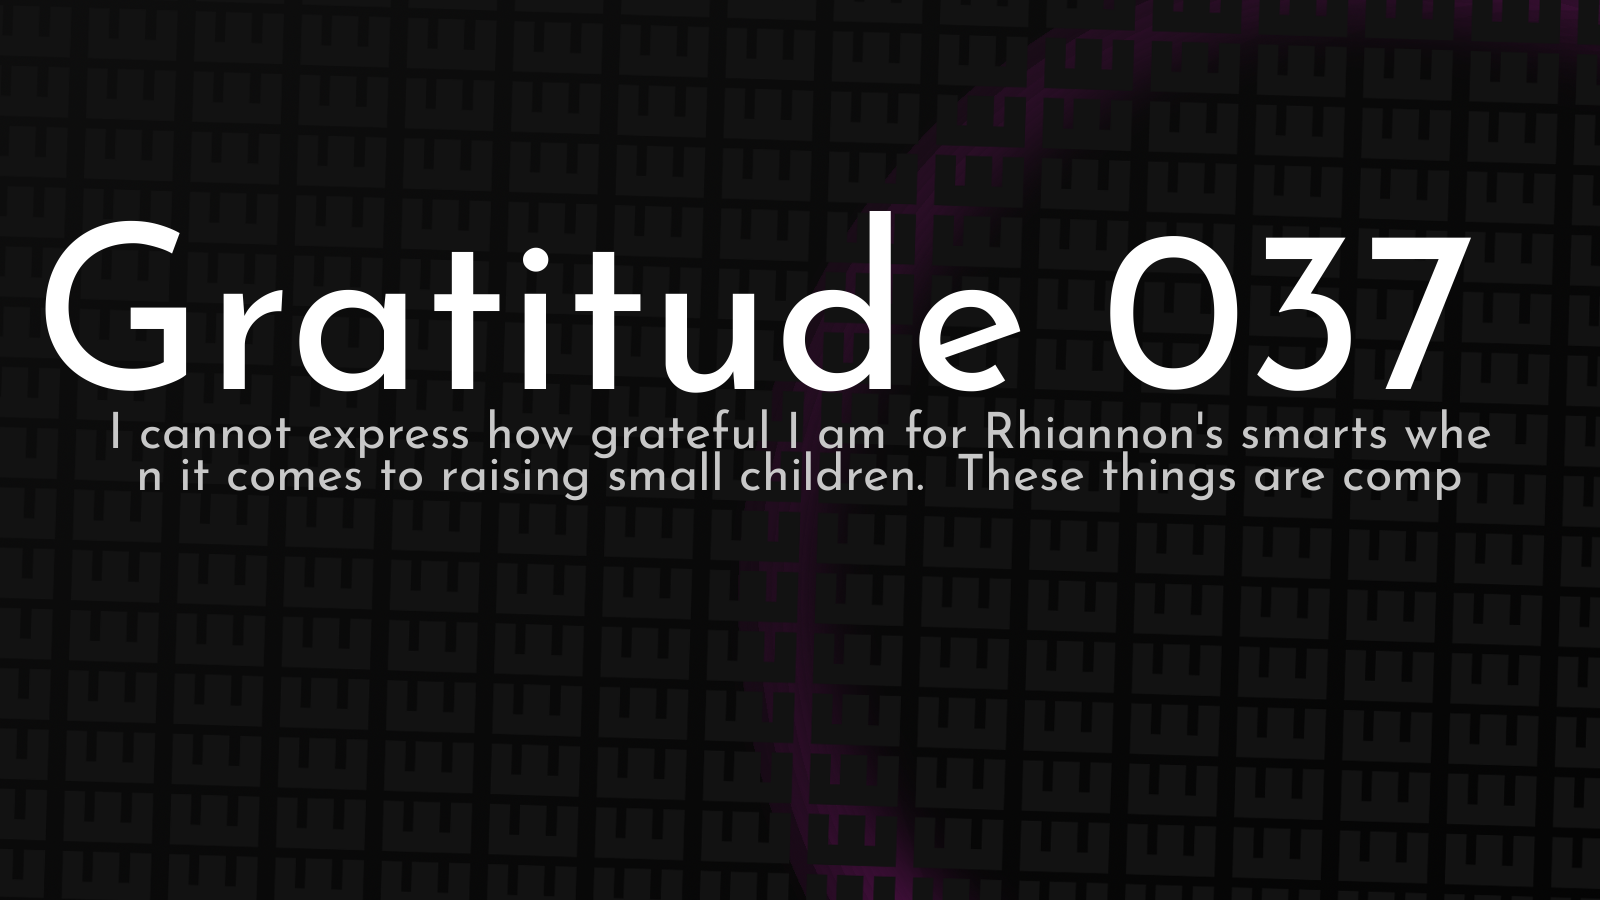 Gratitude 037
I cannot express how grateful I am for Rhiannon's smarts whe
n it comes to raising small children.  These things are comp